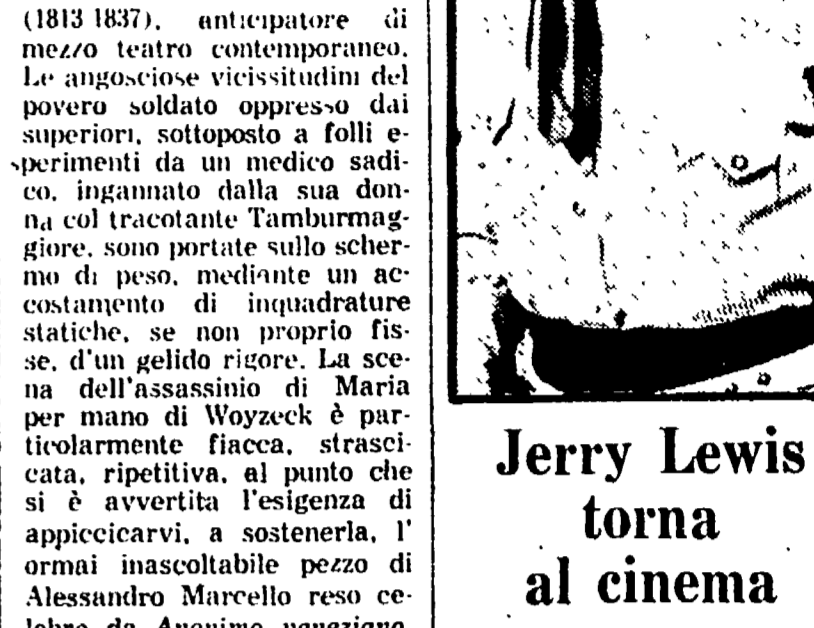 (1813 1837), anticipatore di
mezzo teatro contemporaneo.
Le angosciose vicissitudini del
povero soldato oppresso dai
superiori, sottoposto a folli e-
sperimenti da un medico sadi-
co, ingannato dalla sua don-
na col tracotante Tamburmag-
giore, sono portate sullo scher-
mo di peso, mediante un ac-
costamento di inquadrature
statiche, se non proprio fis-
se, d'un gelido rigore. La sce-
na dell'assassinio di Maria
per mano di Woyzeck è par-
ticolarmente fiacca, strasci-
cata, ripetitiva, al punto che
si è avvertita l'esigenza di
appiccicarvi, a sostenerla, l'
ormai inascoltabile pezzo di
Alessandro Marcello reso ce-
lebre da Anonimo veneziano.
Jerry Lewis
torna
al cinema